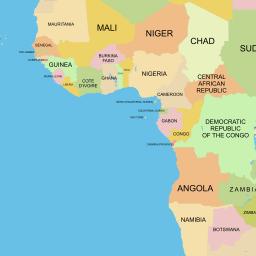 MAURITANIA
MALI
NIGER
CHAD
SUD
SENEGAL
GUINEA
BURKINA
FASO
NIGERIA
COTE
D'IVOIRE
GHANA
CENTRAL
AFRICAN
REPUBLIC
CAMEROON
GABON
CONGO
DEMOCRATIC
REPUBLIC
OF THE CONGO
ANGOLA
ZAMBIA
NAMIBIA
ZIMBA
BOTSWANA